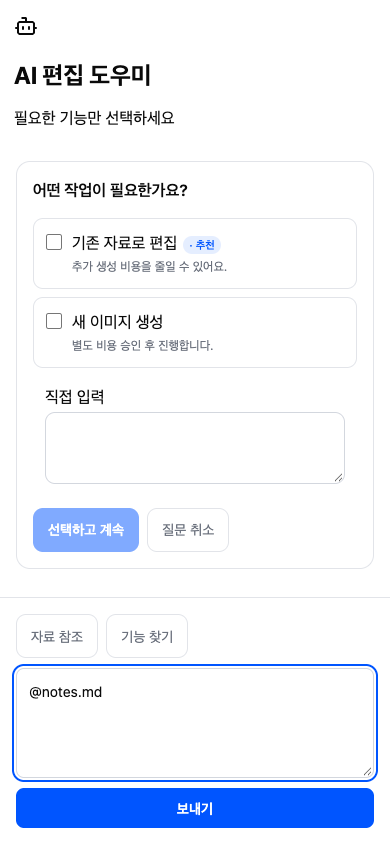 AI 편집 도우미
필요한 기능만 선택하세요
어떤 작업이 필요한가요?
기존 자료로 편집 · 추천
추가 생성 비용을 줄일 수 있어요.
새 이미지 생성
별도 비용 승인 후 진행합니다.
직접 입력
선택하고 계속 질문 취소
자료 참조 기능 찾기
@notes.md
보내기